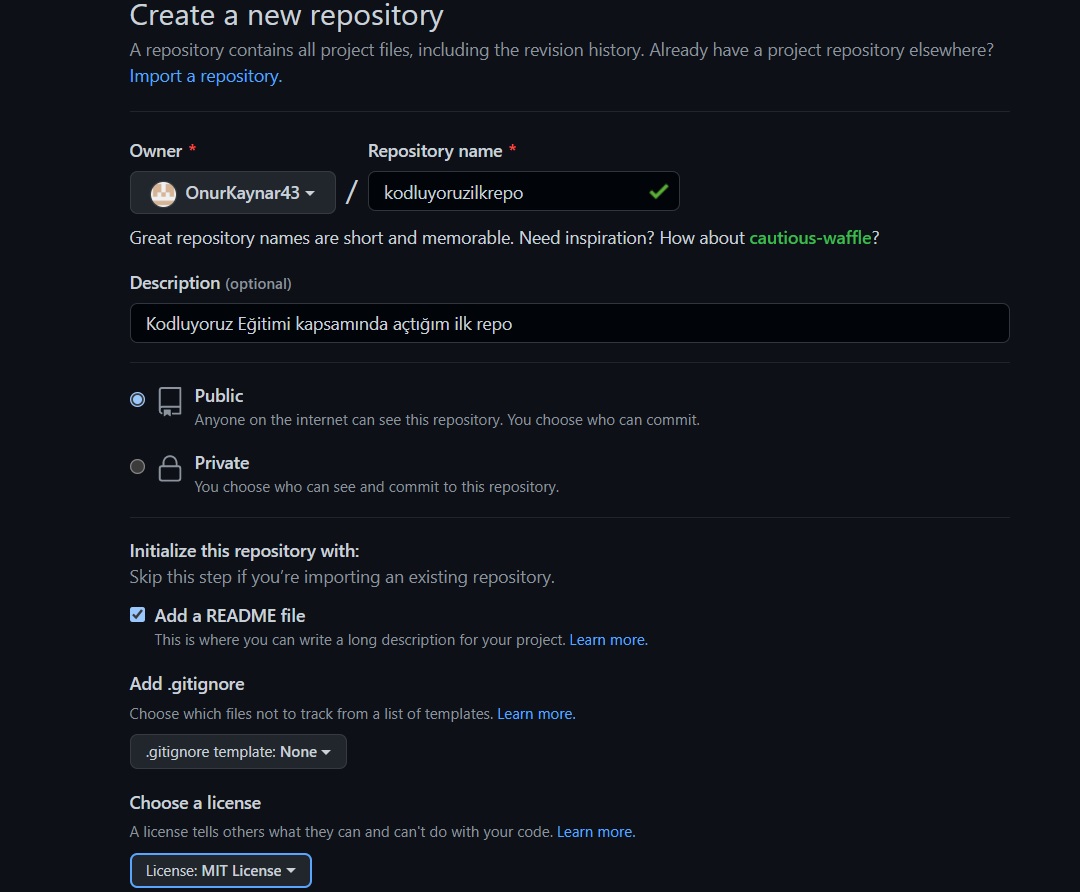 Create a new repository
A repository contains all project files, including the revision history. Already have a project repository elsewhere?
Import a repository.
Owner * Repository name *
OnurKaynar43 / kodluyoruzilkrepo
Great repository names are short and memorable. Need inspiration? How about cautious-waffle?
Description (optional)
Kodluyoruz Eğitimi kapsamında açtığım ilk repo
Public
Anyone on the internet can see this repository. You choose who can commit.
Private
You choose who can see and commit to this repository.
Initialize this repository with:
Skip this step if you’re importing an existing repository.
Add a README file
This is where you can write a long description for your project. Learn more.
Add .gitignore
Choose which files not to track from a list of templates. Learn more.
.gitignore template: None
Choose a license
A license tells others what they can and can't do with your code. Learn more.
License: MIT License